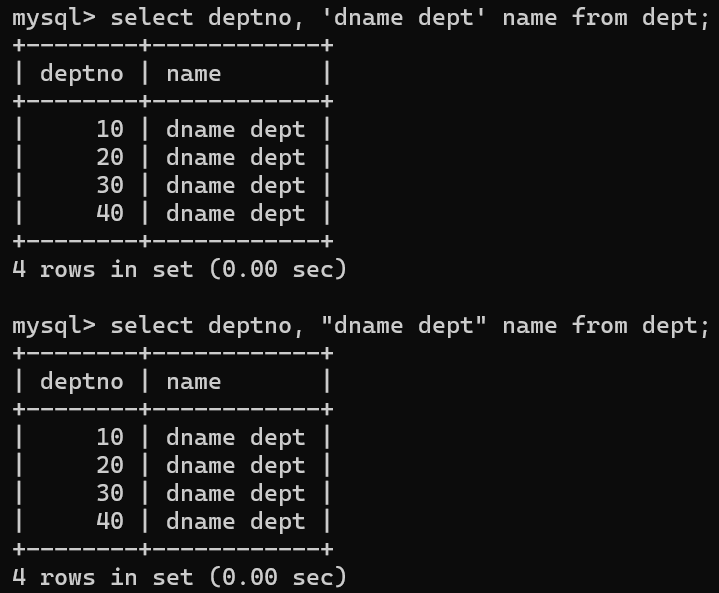 mysql> select deptno, 'dname dept' name from dept;
+--------+------------+
| deptno | name       |
+--------+------------+
|     10 | dname dept |
|     20 | dname dept |
|     30 | dname dept |
|     40 | dname dept |
+--------+------------+
4 rows in set (0.00 sec)

mysql> select deptno, "dname dept" name from dept;
+--------+------------+
| deptno | name       |
+--------+------------+
|     10 | dname dept |
|     20 | dname dept |
|     30 | dname dept |
|     40 | dname dept |
+--------+------------+
4 rows in set (0.00 sec)